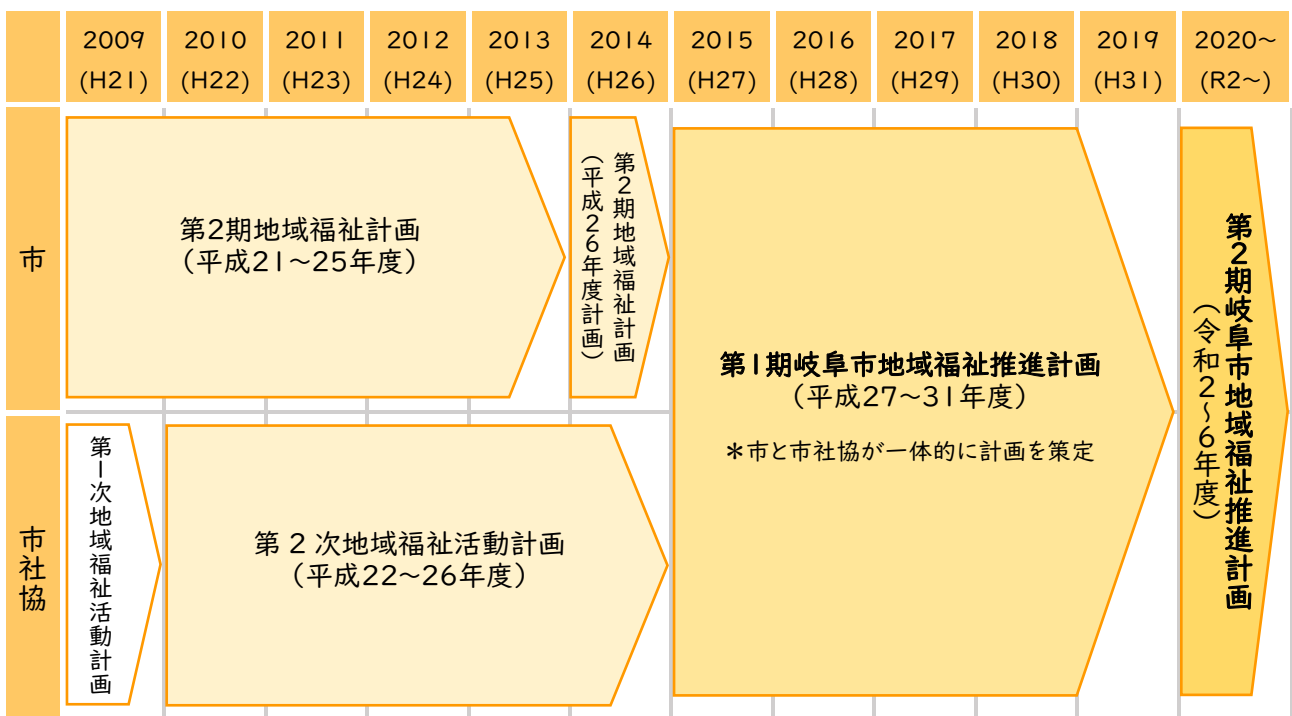 2009 2010 2011 2012 2013 2014 2015 2016 2017 2018 2019 2020～
(H21) (H22) (H23) (H24) (H25) (H26) (H27) (H28) (H29) (H30) (H31) (R2～)
市
第2期地域福祉計画
（平成21～25年度）
第2期地域福祉計画
（平成26年度計画）
第1期岐阜市地域福祉推進計画
（平成27～31年度）
＊市と市社協が一体的に計画を策定
第2期岐阜市地域福祉推進計画
（令和2～6年度）
市社協
第1次地域福祉活動計画
第２次地域福祉活動計画
（平成22～26年度）